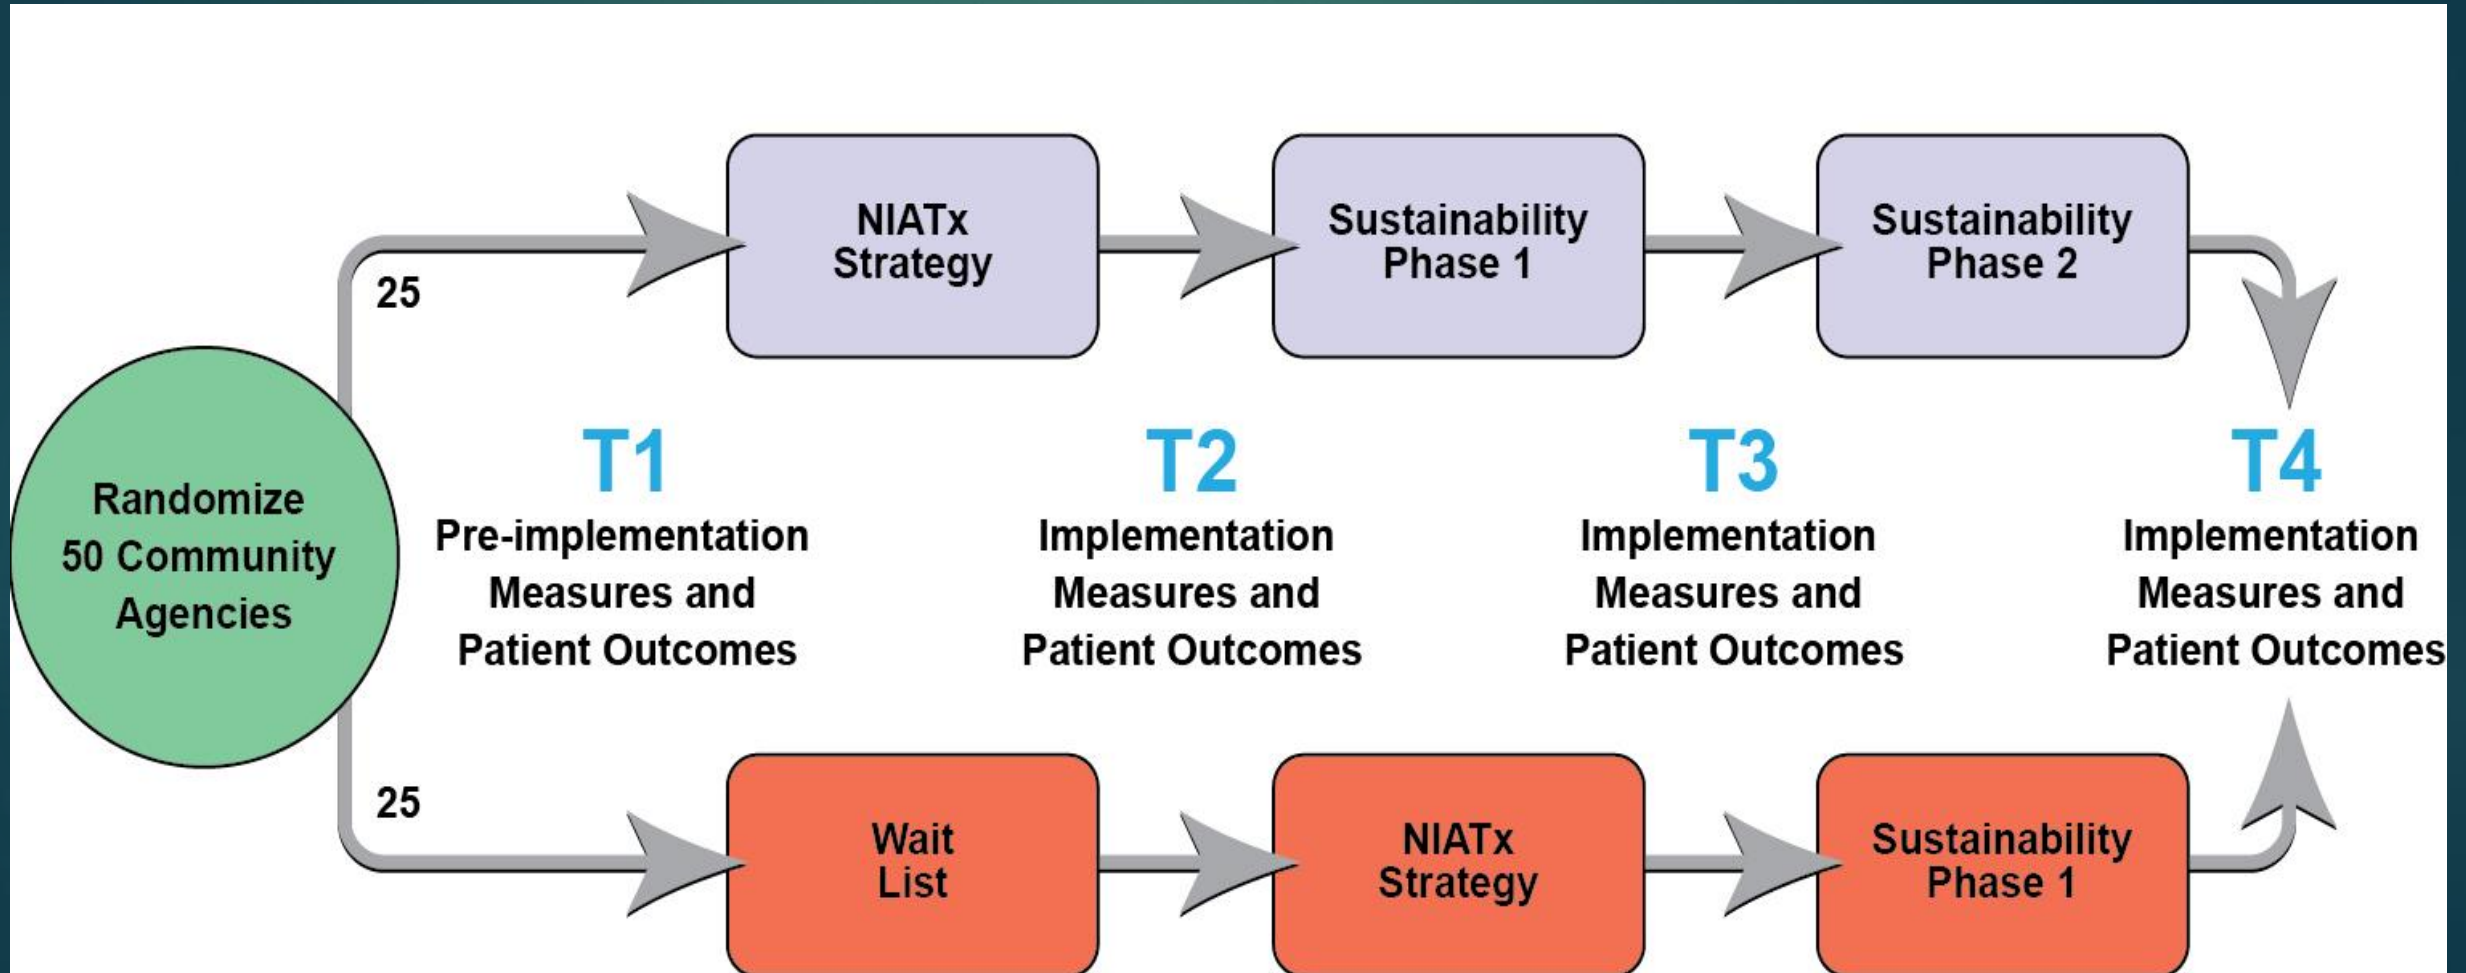 NIATx
Strategy
Sustainability
Phase 1
Sustainability
Phase 2
25
Randomize
50 Community
Agencies
T1
Pre-implementation
Measures and
Patient Outcomes
T2
Implementation
Measures and
Patient Outcomes
T3
Implementation
Measures and
Patient Outcomes
T4
Implementation
Measures and
Patient Outcomes
25
Wait
List
NIATx
Strategy
Sustainability
Phase 1